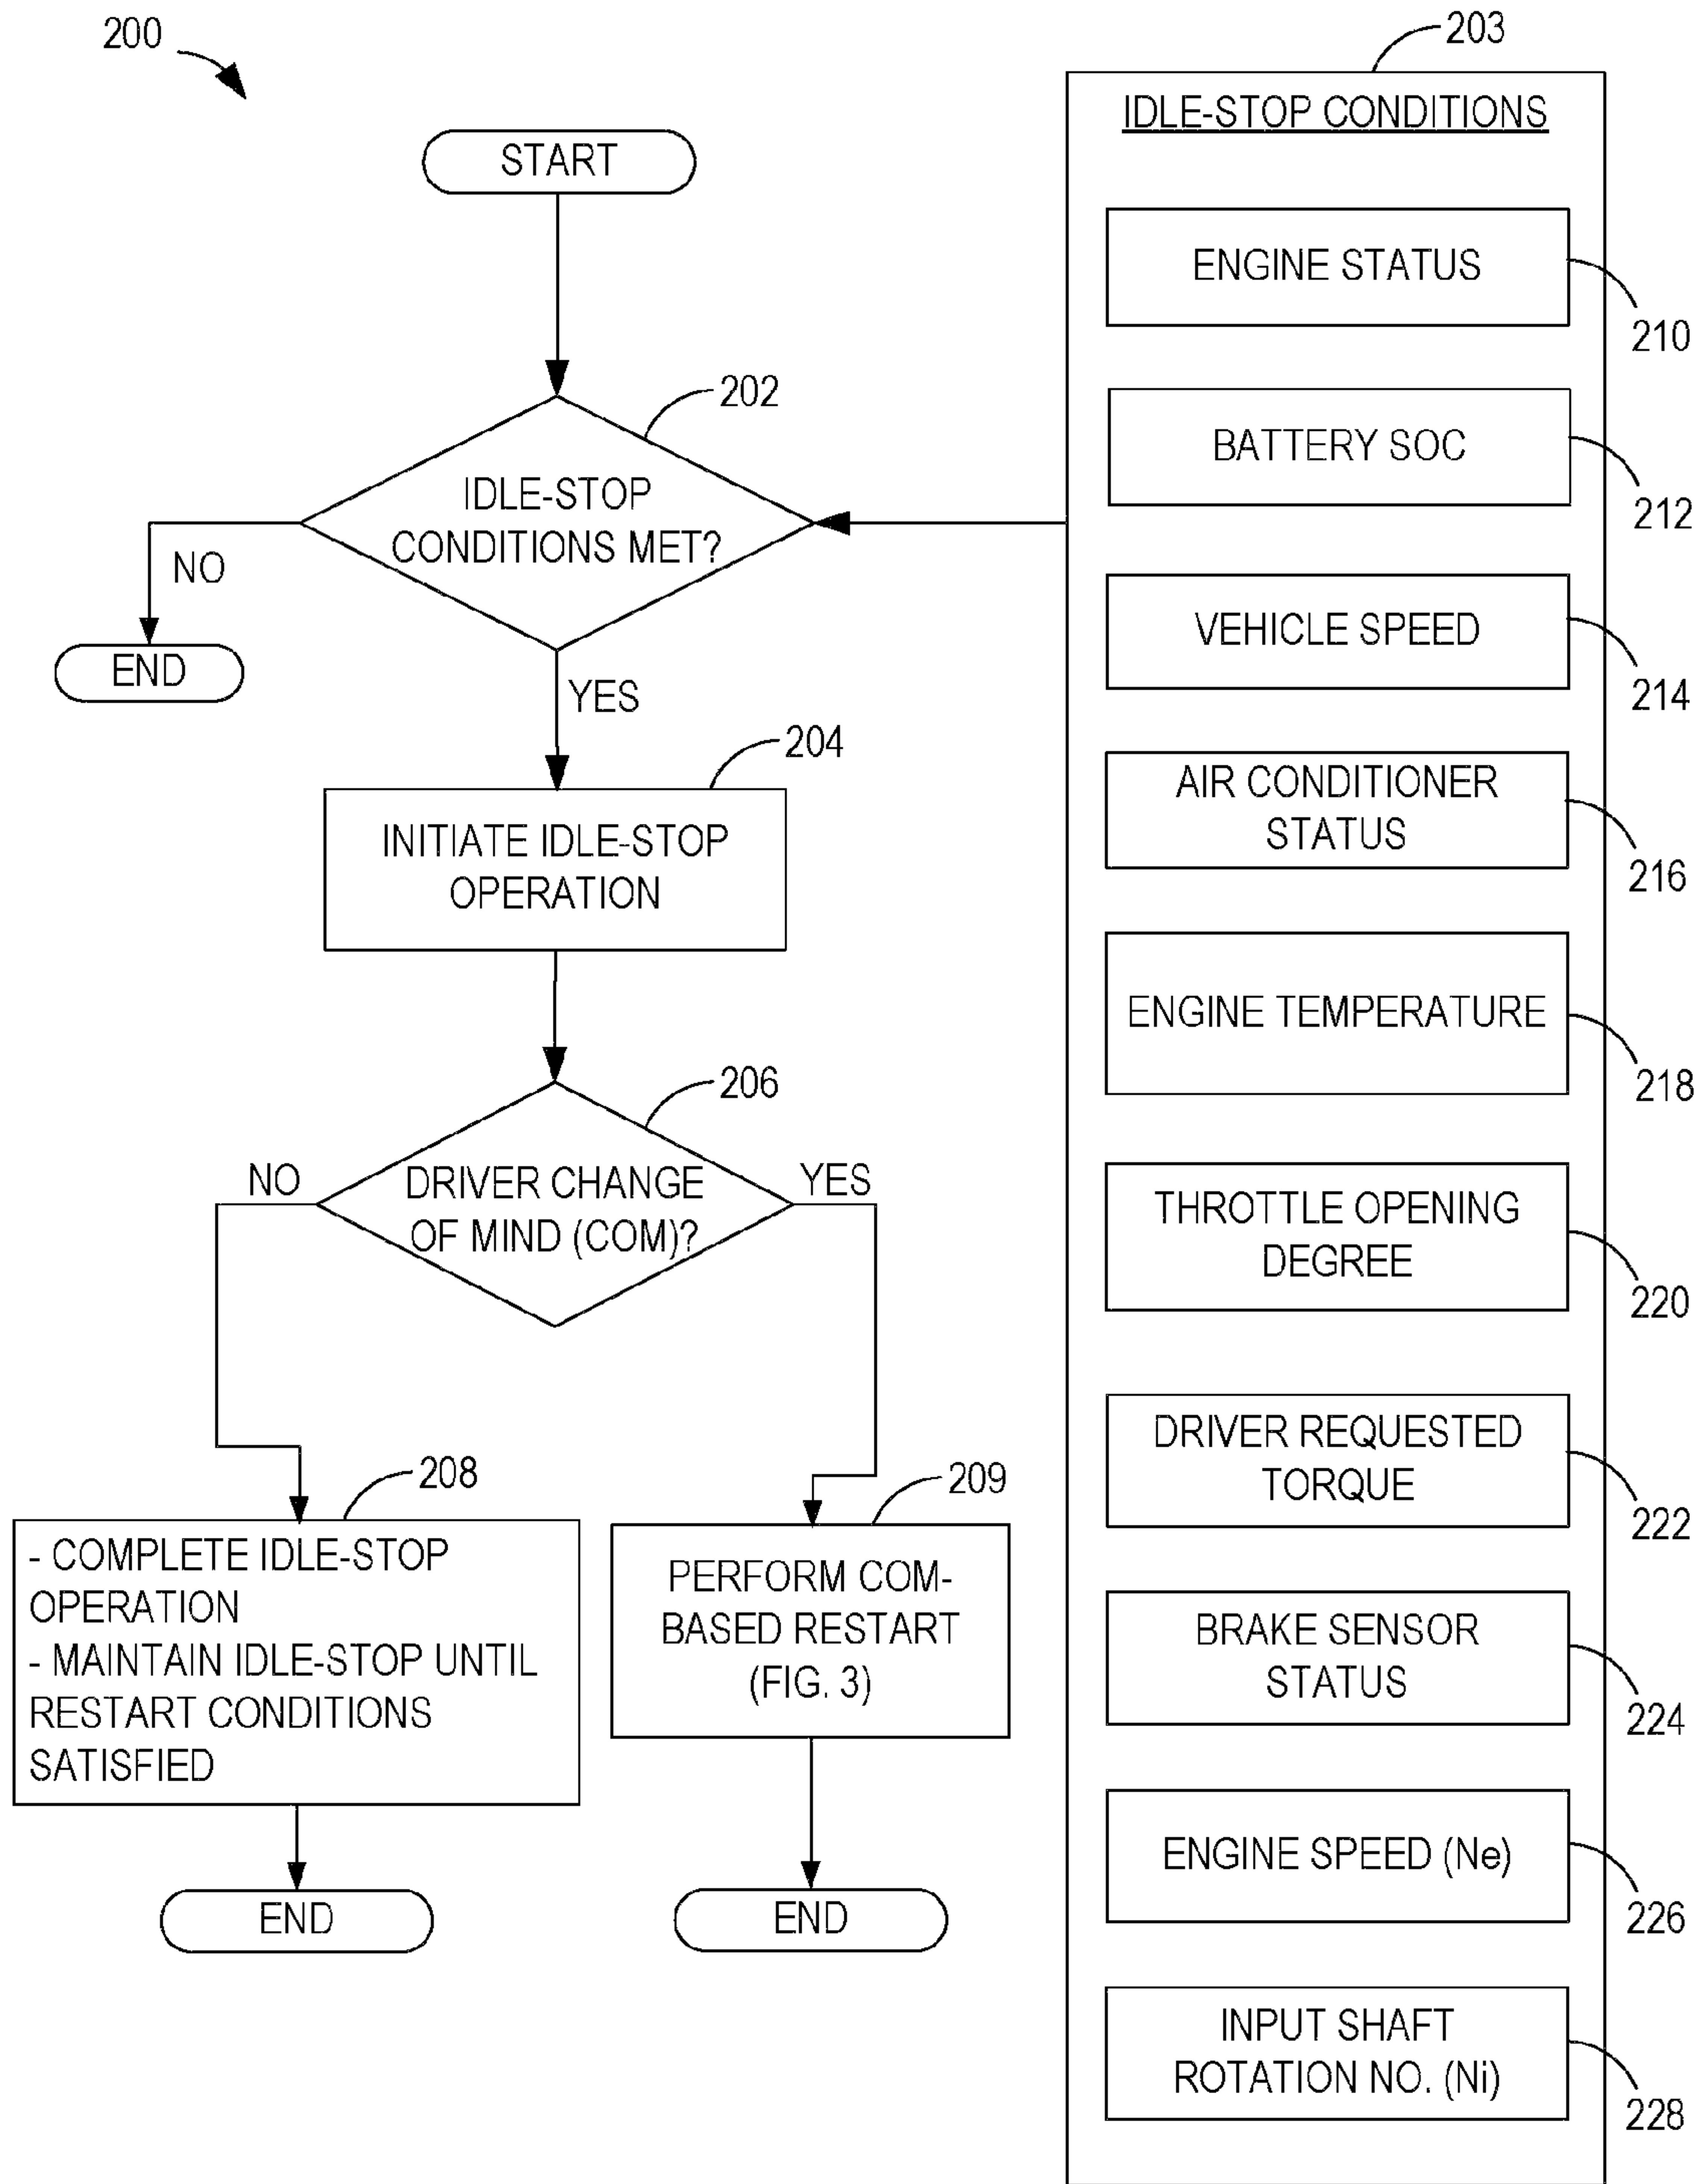 200
START
202
IDLE-STOP
CONDITIONS MET?
NO
END
YES
204
INITIATE IDLE-STOP
OPERATION
206
DRIVER CHANGE
OF MIND (COM)?
NO
YES
208
- COMPLETE IDLE-STOP
OPERATION
- MAINTAIN IDLE-STOP UNTIL
RESTART CONDITIONS
SATISFIED
END
209
PERFORM COM-
BASED RESTART
(FIG. 3)
END
203
IDLE-STOP CONDITIONS
ENGINE STATUS
210
BATTERY SOC
212
VEHICLE SPEED
214
AIR CONDITIONER
STATUS
216
ENGINE TEMPERATURE
218
THROTTLE OPENING
DEGREE
220
DRIVER REQUESTED
TORQUE
222
BRAKE SENSOR
STATUS
224
ENGINE SPEED (Ne)
226
INPUT SHAFT
ROTATION NO. (Ni)
228